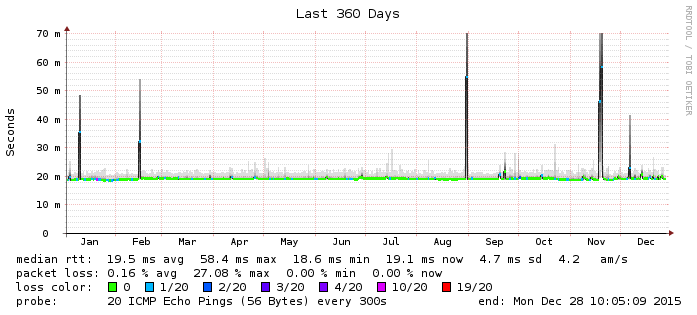 Last 360 Days
RRDTOOL / TOBI OETIKER
Seconds
70 m
60 m
50 m
40 m
30 m
20 m
10 m
0
Jan Feb Mar Apr May Jun Jul Aug Sep Oct Nov Dec
median rtt: 19.5 ms avg 58.4 ms max 18.6 ms min 19.1 ms now 4.7 ms sd 4.2 am/s
packet loss: 0.16 % avg 27.08 % max 0.00 % min 0.00 % now
loss color: 0 1/20 2/20 3/20 4/20 10/20 19/20
probe: 20 ICMP Echo Pings (56 Bytes) every 300s end: Mon Dec 28 10:05:09 2015